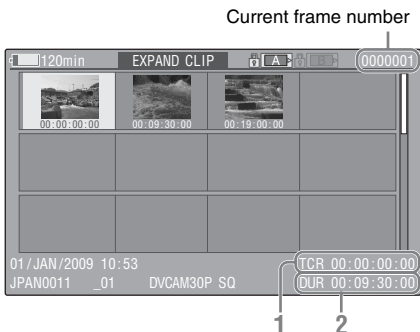 Current frame number
120min EXPAND CLIP A B 0000001
00:00:00:00 00:09:30:00 00:19:00:00
01/JAN/2009 10:53 TCR 00:00:00:00
JPAN0011 _01 DVCAM30P SQ DUR 00:09:30:00
1 2